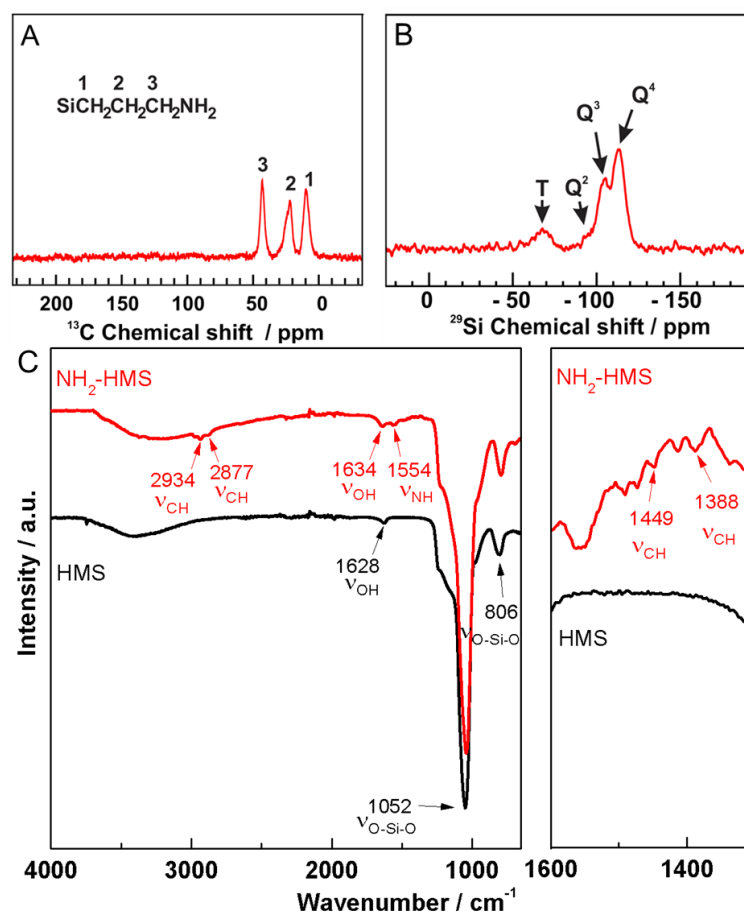 A
1 2 3
SiCH₂CH₂CH₂NH₂
3
2
1
200 150 100 50 0
¹³C Chemical shift / ppm
B
Q⁴
Q³
T
Q²
0 - 50 - 100 - 150
²⁹Si Chemical shift / ppm
C
NH₂-HMS
2934
νCH
2877
νCH
1634
νOH
1554
νNH
HMS
1628
νOH
806
νO-Si-O
1052
νO-Si-O
4000 3000 2000 1000
Intensity / a.u.
NH₂-HMS
1449
νCH
1388
νCH
HMS
1600 1400
Wavenumber / cm⁻¹